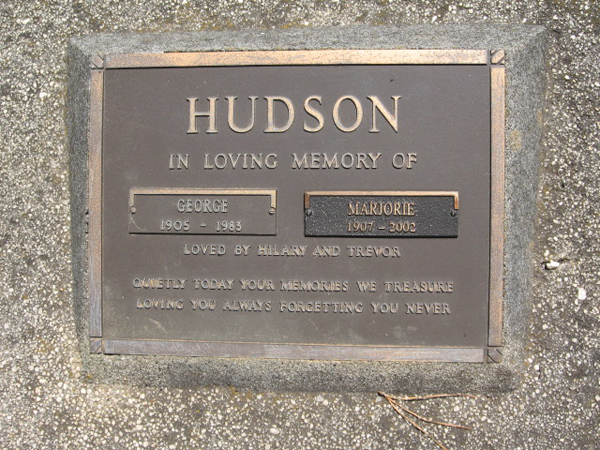 HUDSON
IN LOVING MEMORY OF
GEORGE
1905 - 1983
MARJORIE
1907 - 2002
LOVED BY HILARY AND TREVOR
QUIETLY TODAY YOUR MEMORIES WE TREASURE
LOVING YOU ALWAYS FORGETTING YOU NEVER